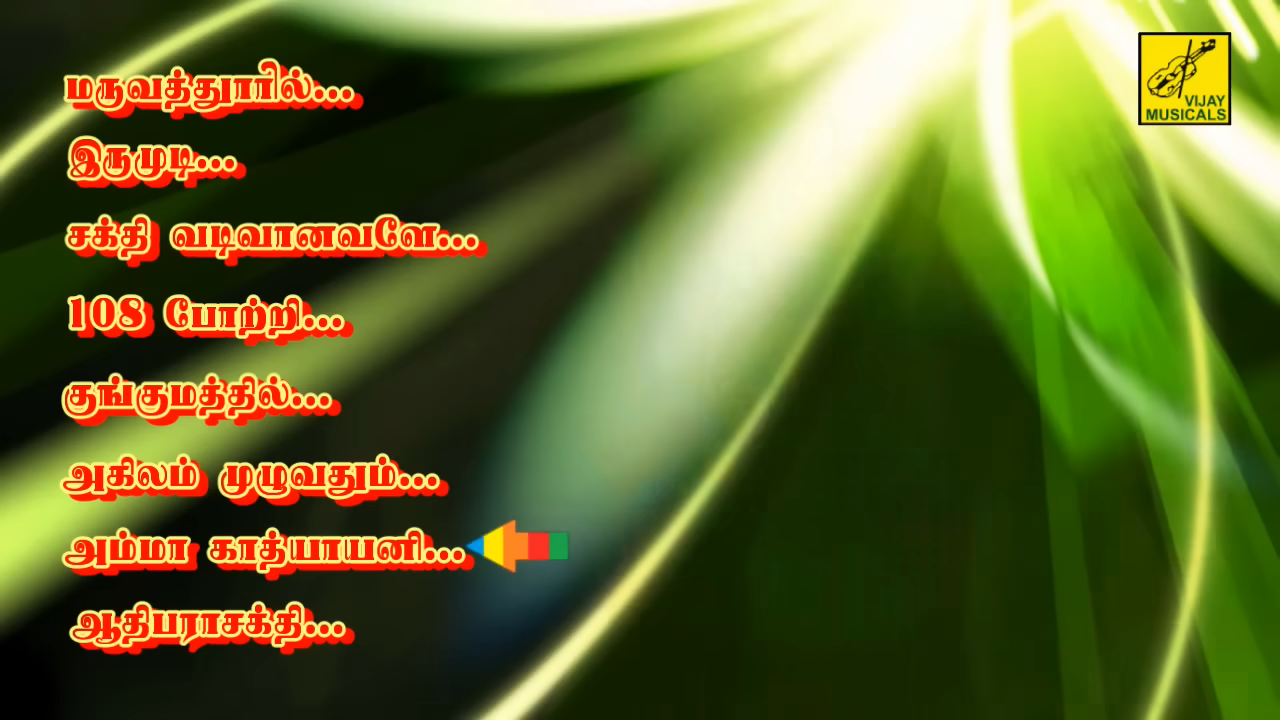 மருவத்தூரில்...
இருமுடி...
சக்தி வடிவானவளே...
108 போற்றி...
குங்குமத்தில்...
அகிலம் முழுவதும்...
அம்மா காத்யாயனி...
ஆதிபராசக்தி...
VIJAY
MUSICALS